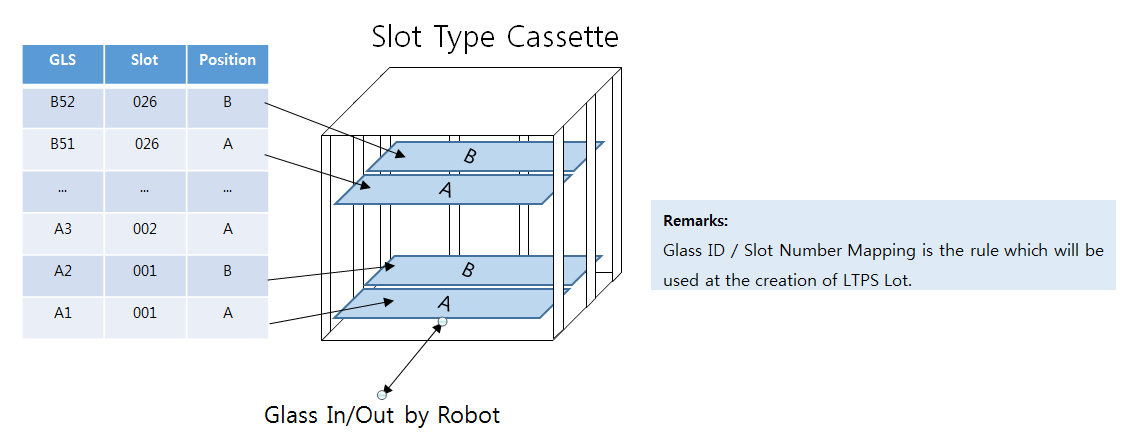 Slot Type Cassette
GLS Slot Position
B52 026 B
B51 026 A
... ... ...
A3 002 A
A2 001 B
A1 001 A
B
A
B
A
Remarks:
Glass ID / Slot Number Mapping is the rule which will be
used at the creation of LTPS Lot.
Glass In/Out by Robot